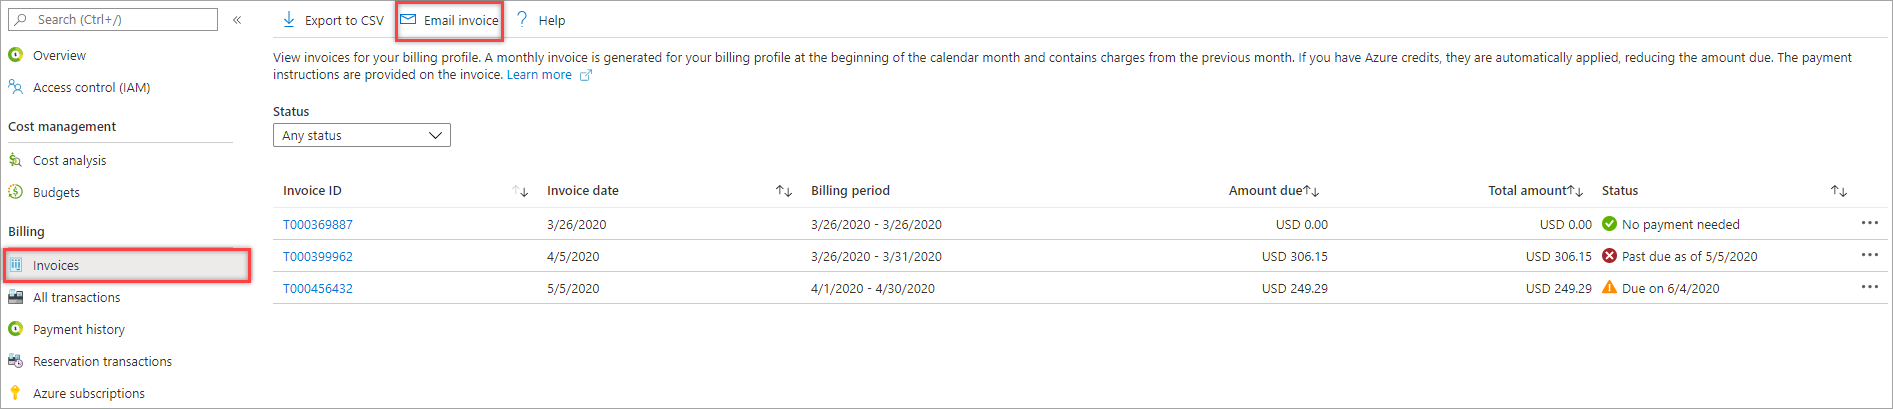 Search (Ctrl+/)
«
Overview
Access control (IAM)
Cost management
Cost analysis
Budgets
Billing
Invoices
All transactions
Payment history
Reservation transactions
Azure subscriptions
Export to CSV Email invoice ? Help
View invoices for your billing profile. A monthly invoice is generated for your billing profile at the beginning of the calendar month and contains charges from the previous month. If you have Azure credits, they are automatically applied, reducing the amount due. The payment
instructions are provided on the invoice. Learn more
Status
Any status
Invoice ID Invoice date Billing period Amount due Total amount Status
T000369887 3/26/2020 3/26/2020 - 3/26/2020 USD 0.00 USD 0.00 No payment needed
T000399962 4/5/2020 3/26/2020 - 3/31/2020 USD 306.15 USD 306.15 Past due as of 5/5/2020
T000456432 5/5/2020 4/1/2020 - 4/30/2020 USD 249.29 USD 249.29 Due on 6/4/2020